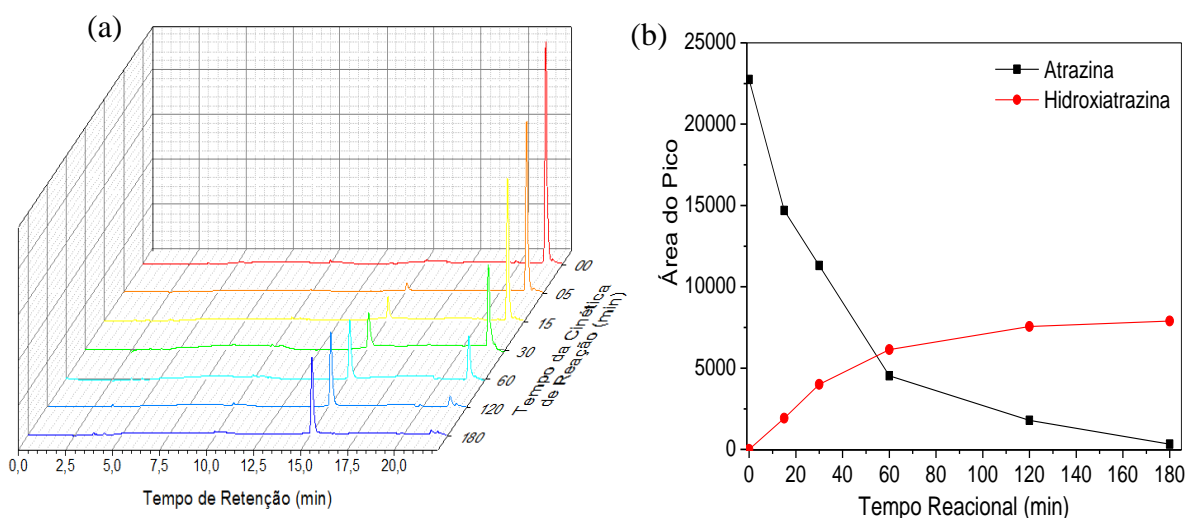 (a)
00
05
15
30
60
120
180
Tempo da Cinética
de Reação (min)
0,0 2,5 5,0 7,5 10,0 12,5 15,0 17,5 20,0
Tempo de Retenção (min)
(b)
25000
20000
15000
10000
5000
0
Área do Pico
Atrazina
Hidroxiatrazina
0 20 40 60 80 100 120 140 160 180
Tempo Reacional (min)